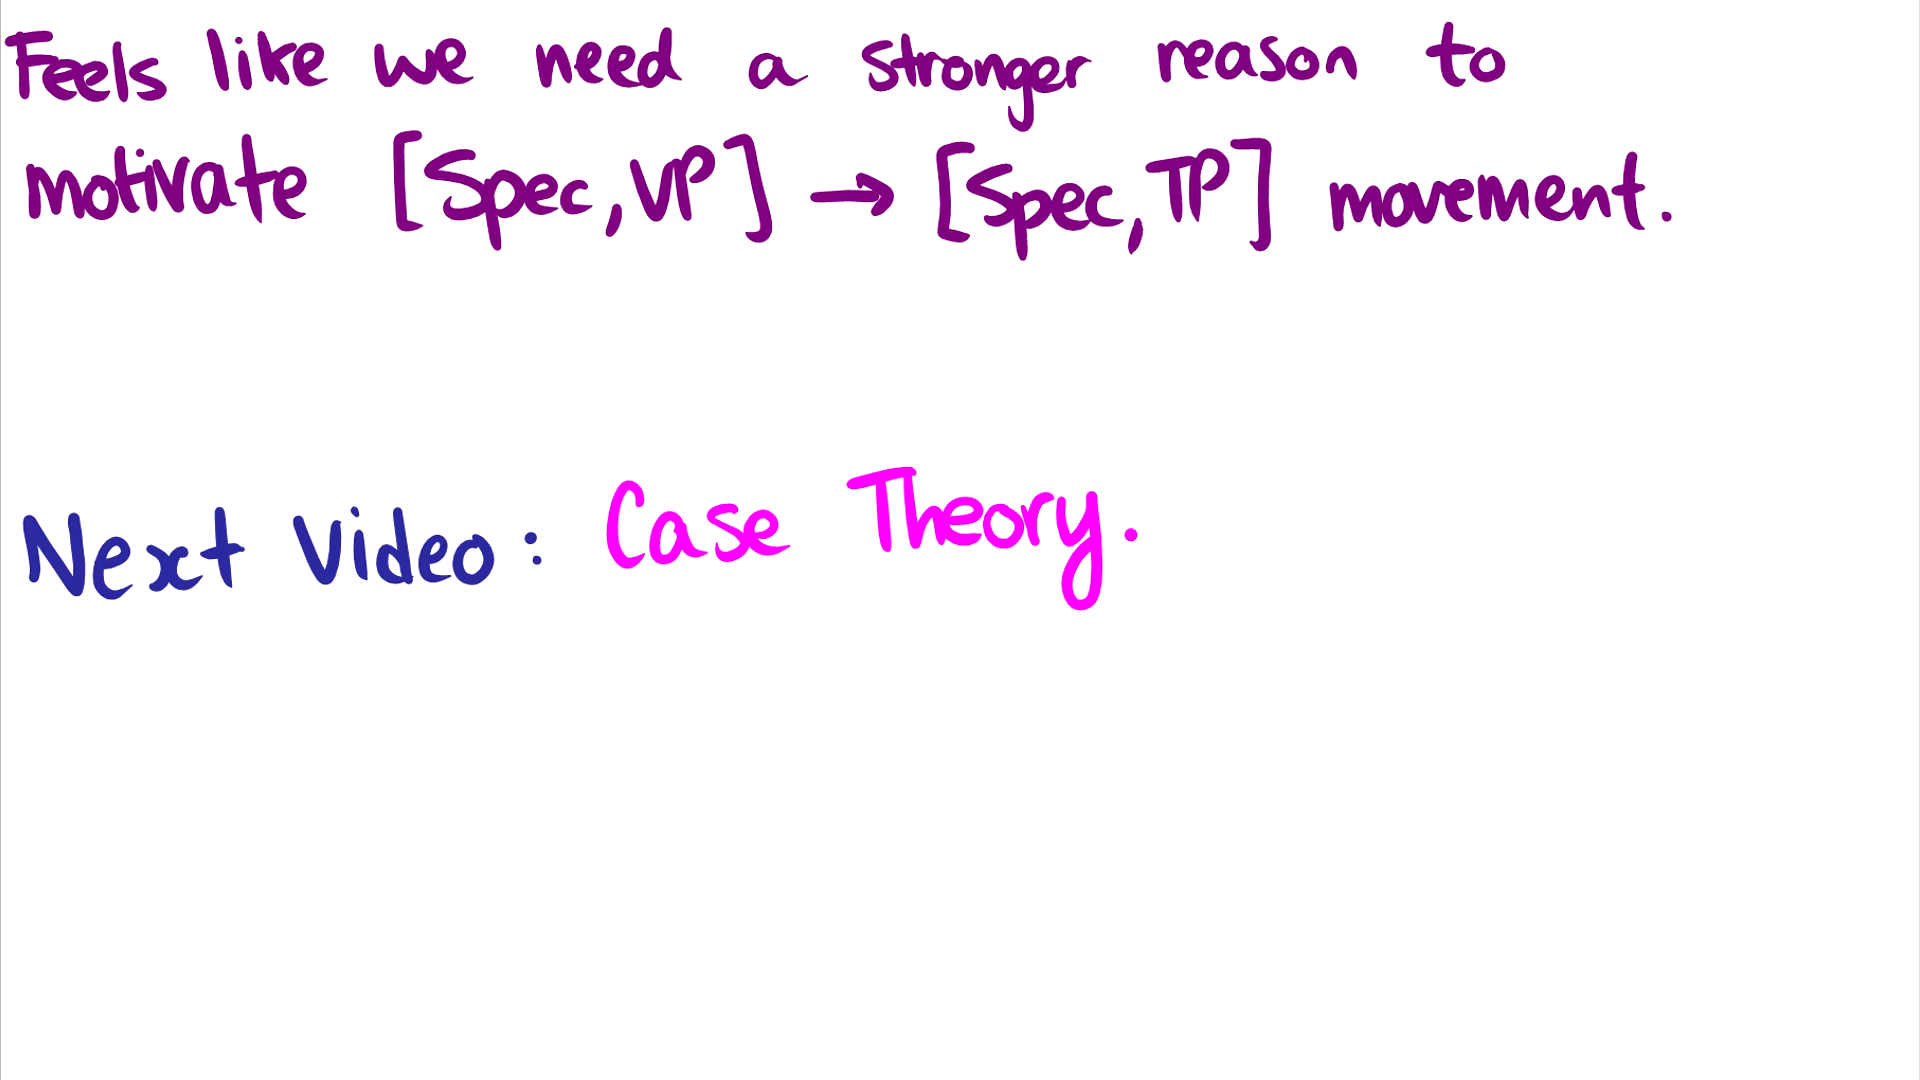 Feels like we need a stronger reason to
motivate [Spec, VP] → [Spec, TP] movement.
Next Video: Case Theory.